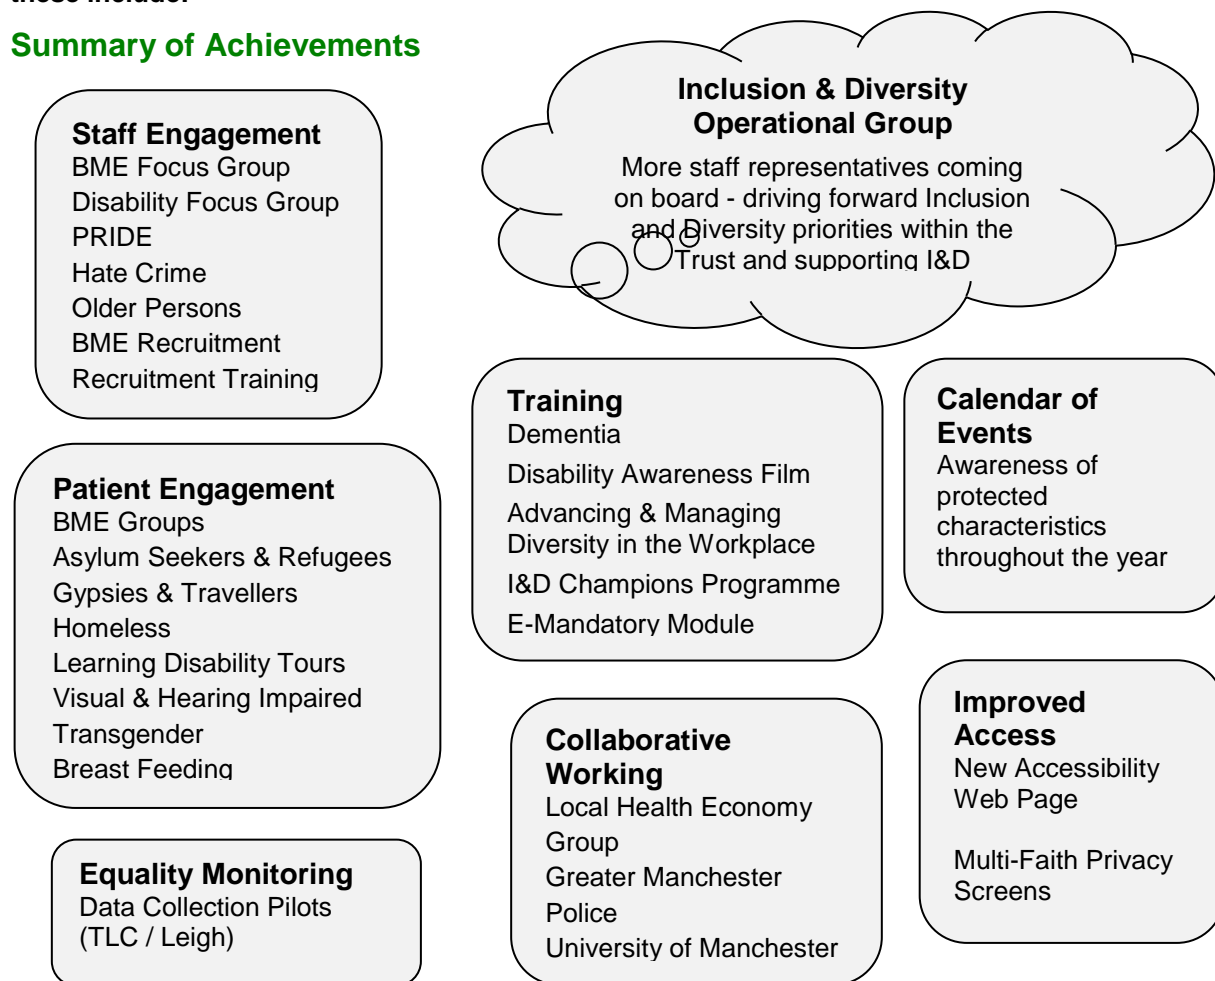 these include:
Summary of Achievements
Inclusion & Diversity
Operational Group
More staff representatives coming
on board - driving forward Inclusion
and Diversity priorities within the
Trust and supporting I&D
Staff Engagement
BME Focus Group
Disability Focus Group
PRIDE
Hate Crime
Older Persons
BME Recruitment
Recruitment Training
Training
Dementia
Disability Awareness Film
Advancing & Managing
Diversity in the Workplace
I&D Champions Programme
E-Mandatory Module
Calendar of
Events
Awareness of
protected
characteristics
throughout the year
Patient Engagement
BME Groups
Asylum Seekers & Refugees
Gypsies & Travellers
Homeless
Learning Disability Tours
Visual & Hearing Impaired
Transgender
Breast Feeding
Collaborative
Working
Local Health Economy
Group
Greater Manchester
Police
University of Manchester
Improved
Access
New Accessibility
Web Page
Multi-Faith Privacy
Screens
Equality Monitoring
Data Collection Pilots
(TLC / Leigh)